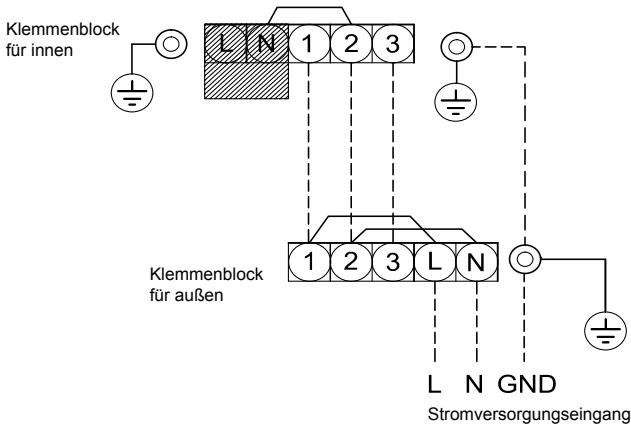 Klemmenblock
für innen
L N 1 2 3
1 2 3 L N
Klemmenblock
für außen
L N GND
Stromversorgungseingang